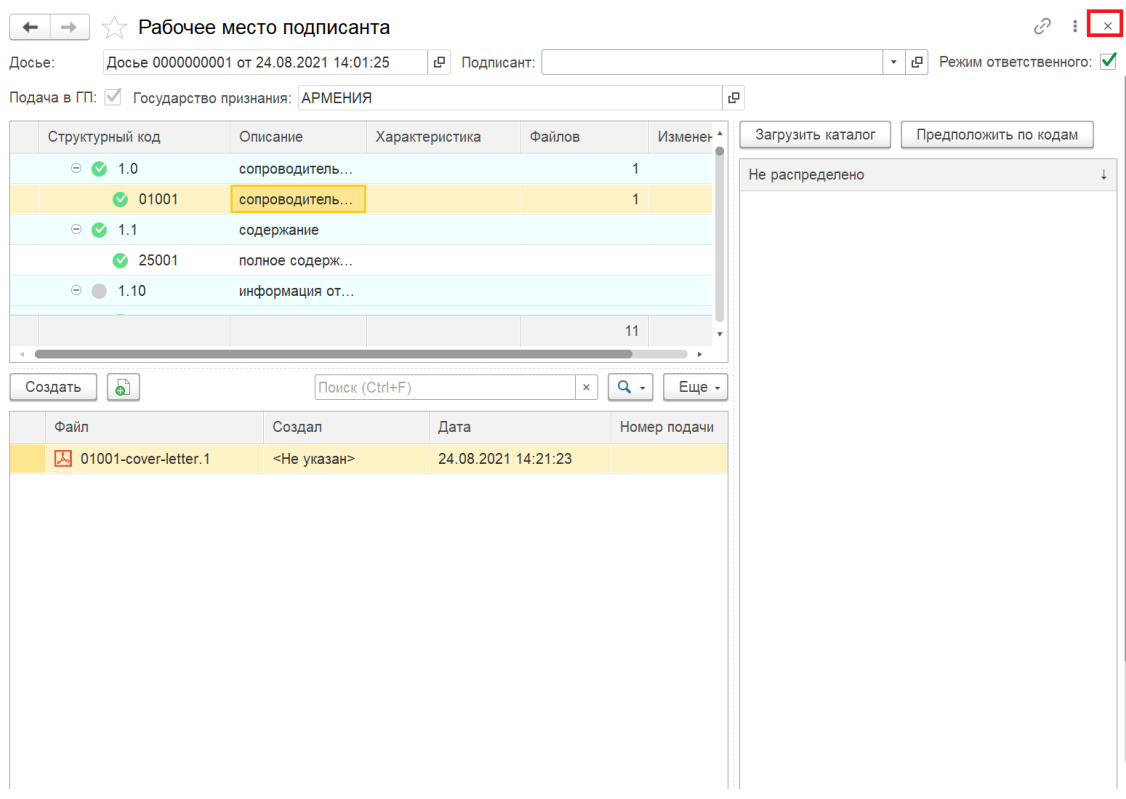 Рабочее место подписанта
Досье: Досье 0000000001 от 24.08.2021 14:01:25 Подписант: Режим ответственного:
Подача в ГП: Государство признания: АРМЕНИЯ
Структурный код Описание Характеристика Файлов Изменен Загрузить каталог Предположить по кодам
1.0 сопроводитель... 1 Не распределено ↓
01001 сопроводитель... 1
1.1 содержание
25001 полное содерж...
1.10 информация от...
11
Создать Поиск (Ctrl+F) × Еще
Файл Создал Дата Номер подачи
01001-cover-letter.1 <Не указан> 24.08.2021 14:21:23